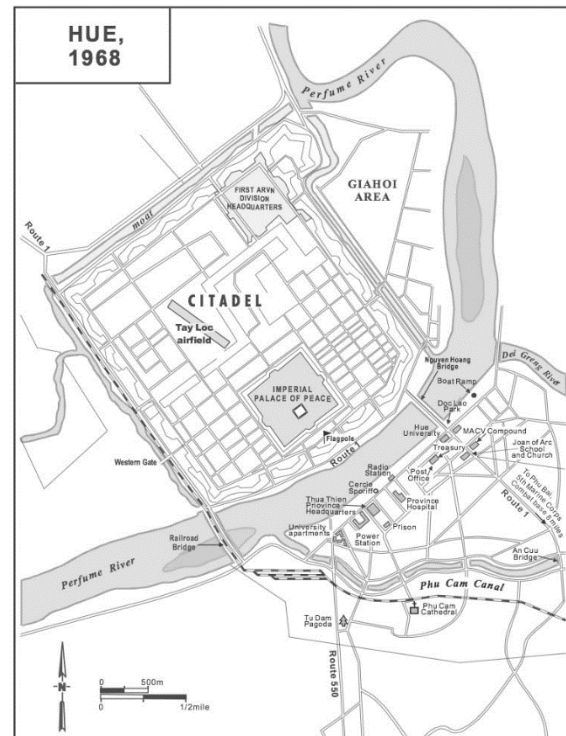 HUE,
1968
Perfume River
GIAHOI
AREA
FIRST ARVN
DIVISION
HEADQUARTERS
moat
Route 1
CITADEL
Tay Loc
airfield
IMPERIAL
PALACE OF PEACE
Flagpole
Route 1
Western Gate
Nguyen Hoang
Bridge
Boat Ramp
Dei Greng River
Doc Lao
Park
Hue
University
MACV Compound
Treasury
Joan of Arc
School
and Church
Post
Office
Radio
Station
Cercle
Sportif
To Phu Bai,
5th Marine Corps
Combat base 8 miles
Route 1
Thua Thien
Province
Headquarters
Province
Hospital
Prison
University
apartments
Power
Station
An Cuu
Bridge
Railroad
Bridge
Perfume River
Phu Cam Canal
Phu Cam
Cathedral
Tu Dam
Pagoda
Route 550
N
0 500m
0 1/2mile